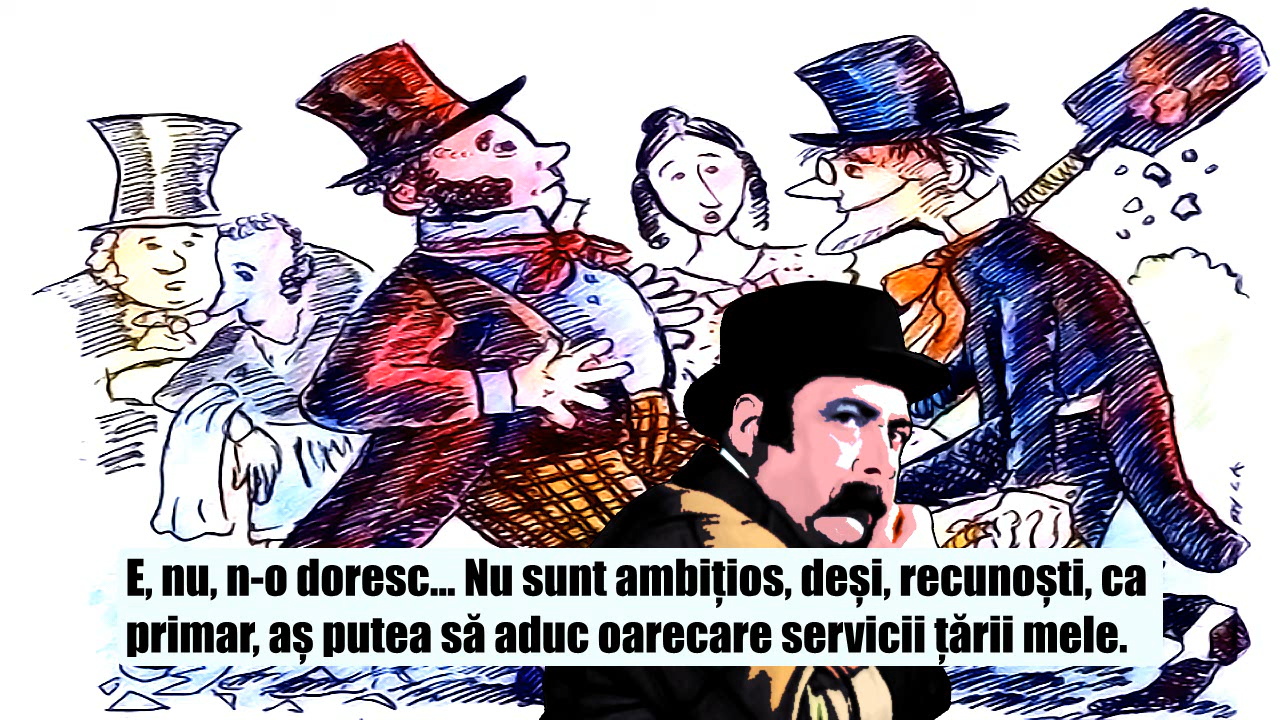 E, nu, n-o doresc... Nu sunt ambițios, deși, recunoști, ca
primar, aș putea să aduc oarecare servicii țării mele.